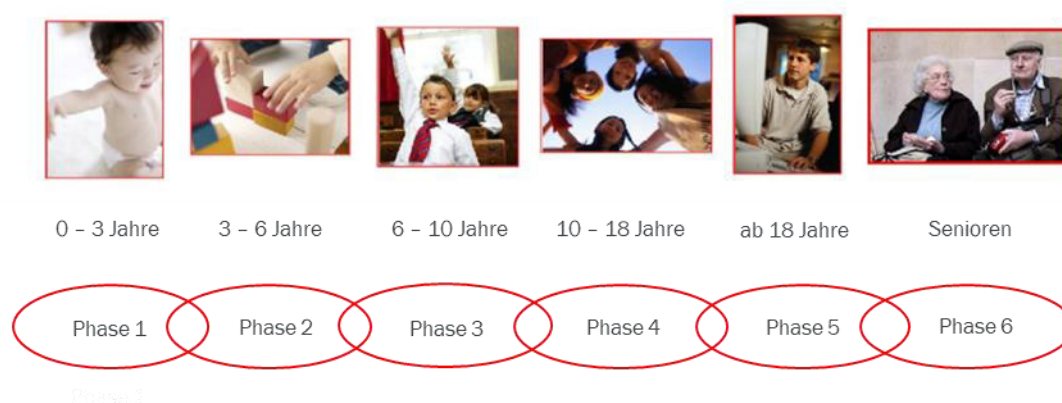 0 – 3 Jahre
3 – 6 Jahre
6 – 10 Jahre
10 – 18 Jahre
ab 18 Jahre
Senioren
Phase 1
Phase 2
Phase 3
Phase 4
Phase 5
Phase 6